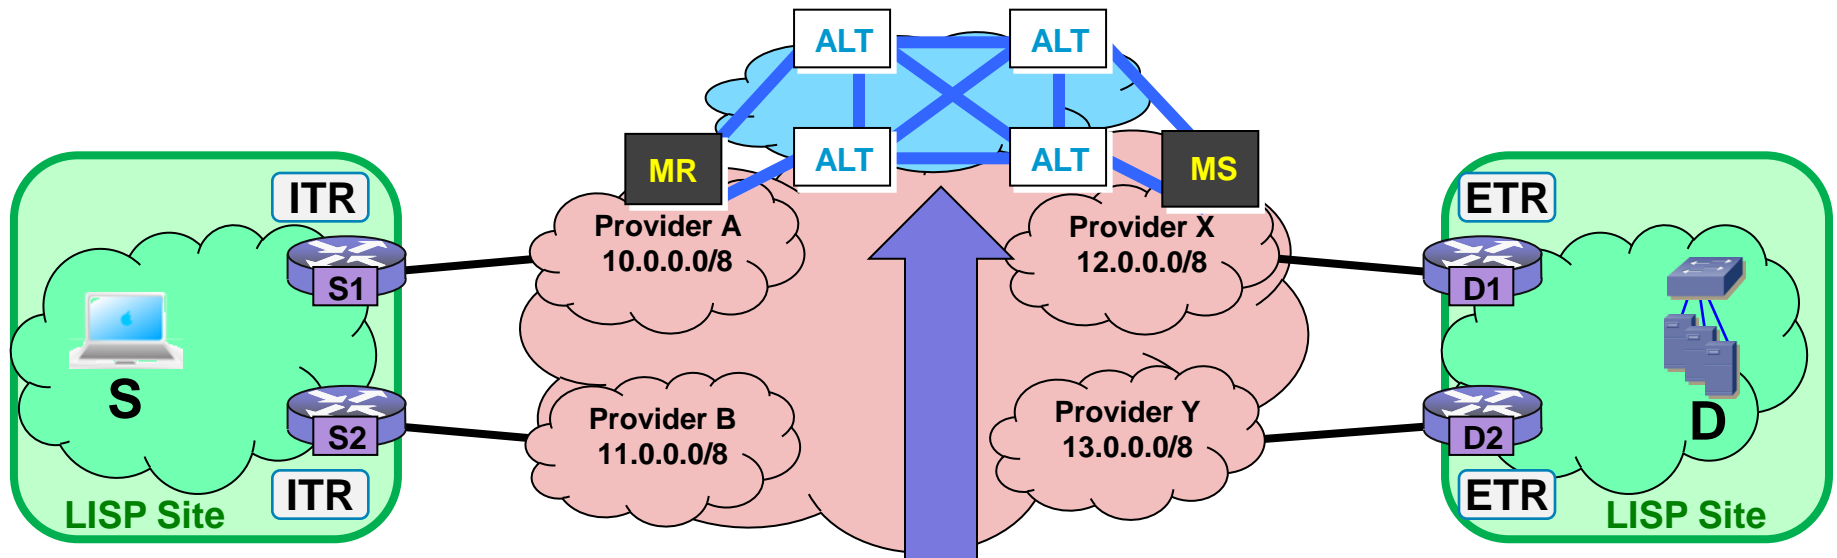 ALT
ALT
MR
ALT
ALT
MS
ITR
S1
S
S2
ITR
LISP Site
Provider A
10.0.0.0/8
Provider B
11.0.0.0/8
Provider X
12.0.0.0/8
Provider Y
13.0.0.0/8
ETR
D1
D
D2
ETR
LISP Site